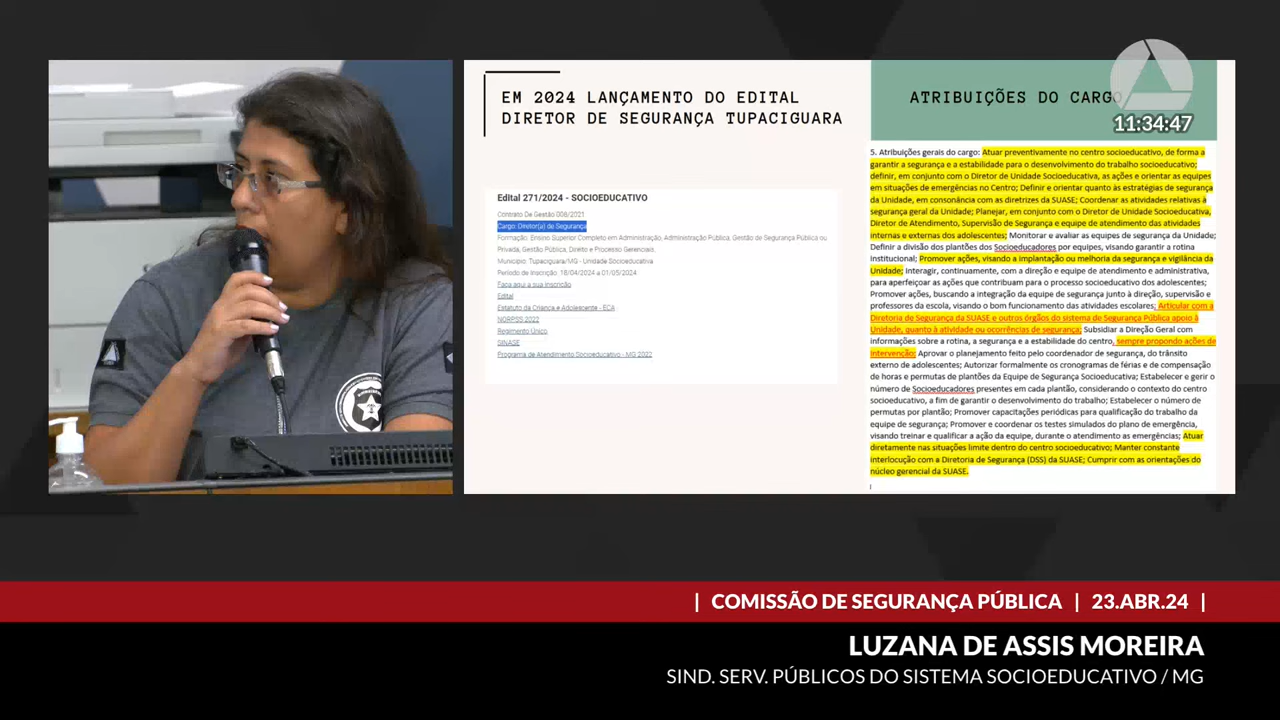 EM 2024 LANÇAMENTO DO EDITAL
DIRETOR DE SEGURANÇA TUPACIGUARA
Edital 271/2024 - SOCIOEDUCATIVO
Contrato De Gestão 006/2021
Cargo: Diretor(a) de Segurança
Formação: Ensino Superior Completo em Administração, Administração Pública, Gestão de Segurança Pública ou
Privada, Gestão Pública, Direito e Processo Gerenciais.
Município: Tupaciguara/MG - Unidade Socioeducativa
Período de Inscrição: 18/04/2024 a 01/05/2024
Faça aqui a sua inscrição
Edital
Estatuto da Criança e Adolescente - ECA
NORPSS 2022
Regimento Único
SINASE
Programa de Atendimento Socioeducativo - MG 2022
ATRIBUIÇÕES DO CARGO
11:34:47
5. Atribuições gerais do cargo: Atuar preventivamente no centro socioeducativo, de forma a
garantir a segurança e a estabilidade para o desenvolvimento do trabalho socioeducativo;
definir, em conjunto com o Diretor de Unidade Socioeducativa, as ações e orientar as equipes
em situações de emergências no Centro; Definir e orientar quanto às estratégias de segurança
da Unidade, em consonância com as diretrizes da SUASE; Coordenar as atividades relativas à
segurança geral da Unidade; Planejar, em conjunto com o Diretor de Unidade Socioeducativa,
Diretor de Atendimento, Supervisão de Segurança e equipe de atendimento das atividades
internas e externas dos adolescentes; Monitorar e avaliar as equipes de segurança da Unidade;
Definir a divisão dos plantões dos Socioeducadores por equipes, visando garantir a rotina
institucional; Promover ações, visando a implantação ou melhoria da segurança e vigilância da
Unidade; Interagir, continuamente, com a direção e equipe de atendimento e administrativa,
para aperfeiçoar as ações que contribuam para o processo socioeducativo dos adolescentes;
Promover ações, buscando a integração da equipe de segurança junto à direção, supervisão e
professores da escola, visando o bom funcionamento das atividades escolares; Articular com a
Diretoria de Segurança da SUASE e outros órgãos do sistema de Segurança Pública apoio à
Unidade, quanto à atividade ou ocorrências de segurança; Subsidiar a Direção Geral com
informações sobre a rotina, a segurança e a estabilidade do centro, sempre propondo ações de
intervenção; Aprovar o planejamento feito pelo coordenador de segurança, do trânsito
externo de adolescentes; Autorizar formalmente os cronogramas de férias e de compensação
de horas e permutas de plantões da Equipe de Segurança Socioeducativa; Estabelecer e gerir o
número de Socioeducadores presentes em cada plantão, considerando o contexto do centro
socioeducativo, a fim de garantir o desenvolvimento do trabalho; Estabelecer o número de
permutas por plantão; Promover capacitações periódicas para qualificação do trabalho da
equipe de segurança; Promover e coordenar os testes simulados do plano de emergência,
visando treinar e qualificar a ação da equipe, durante o atendimento as emergências; Atuar
diretamente nas situações limite dentro do centro socioeducativo; Manter constante
interlocução com a Diretoria de Segurança (DSS) da SUASE; Cumprir com as orientações do
núcleo gerencial da SUASE.
| COMISSÃO DE SEGURANÇA PÚBLICA | 23.ABR.24 |
LUZANA DE ASSIS MOREIRA
SIND. SERV. PÚBLICOS DO SISTEMA SOCIOEDUCATIVO / MG